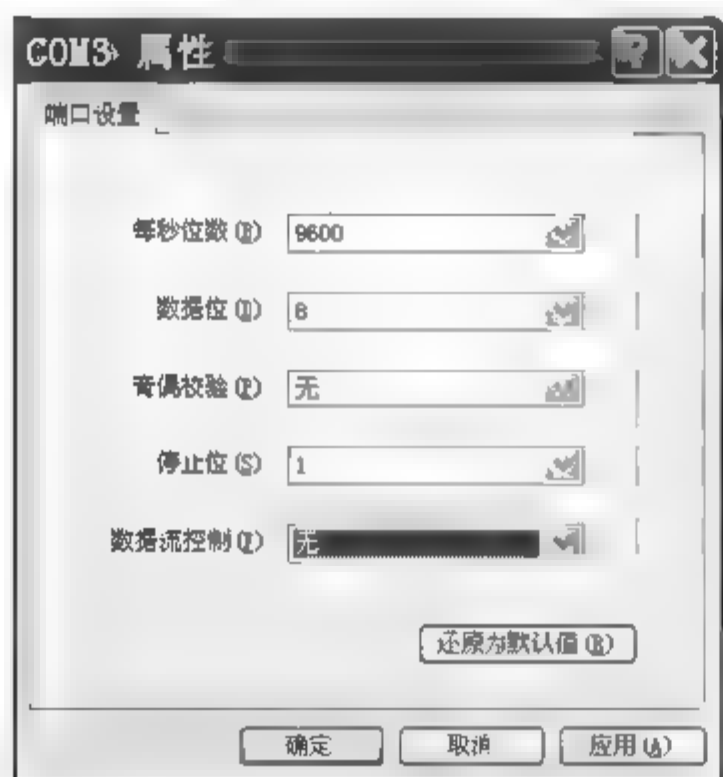 COM3 属性
端口设置
每秒位数(B) 9600
数据位(D) 8
奇偶校验(P) 无
停止位(S) 1
数据流控制(F) 无
还原为默认值(R)
确定 取消 应用(A)